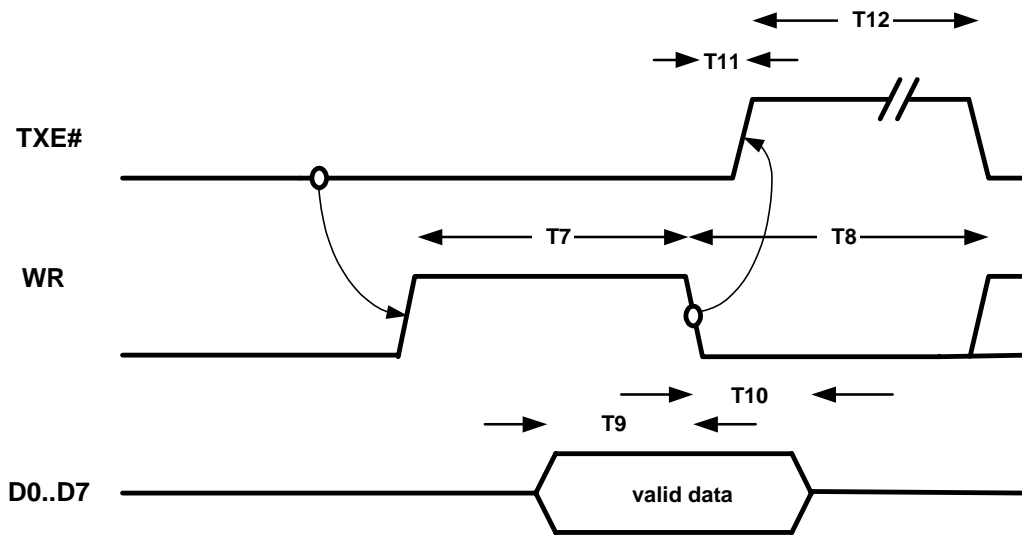 T12
T11
TXE#
T7
T8
WR
T10
T9
D0..D7
valid data